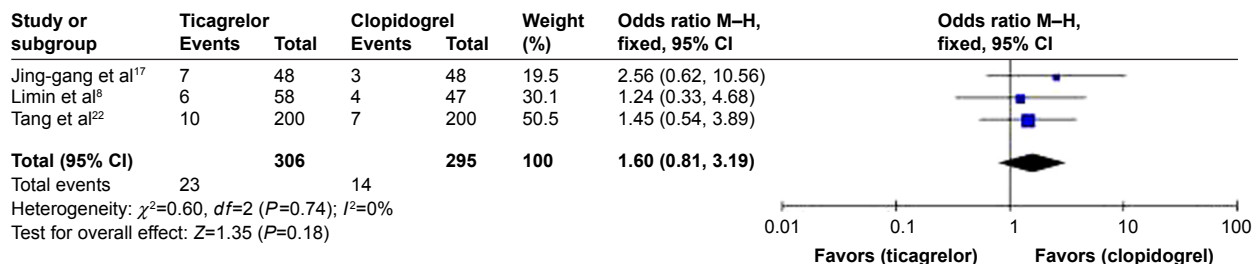 Study or Ticagrelor Clopidogrel Weight Odds ratio M–H, Odds ratio M–H,
subgroup Events Total Events Total (%) fixed, 95% CI fixed, 95% CI
Jing-gang et al17 7 48 3 48 19.5 2.56 (0.62, 10.56)
Limin et al8 6 58 4 47 30.1 1.24 (0.33, 4.68)
Tang et al22 10 200 7 200 50.5 1.45 (0.54, 3.89)
Total (95% CI) 306 295 100 1.60 (0.81, 3.19)
Total events 23 14
Heterogeneity: χ2=0.60, df=2 (P=0.74); I2=0%
Test for overall effect: Z=1.35 (P=0.18)
0.01 0.1 1 10 100
Favors (ticagrelor) Favors (clopidogrel)